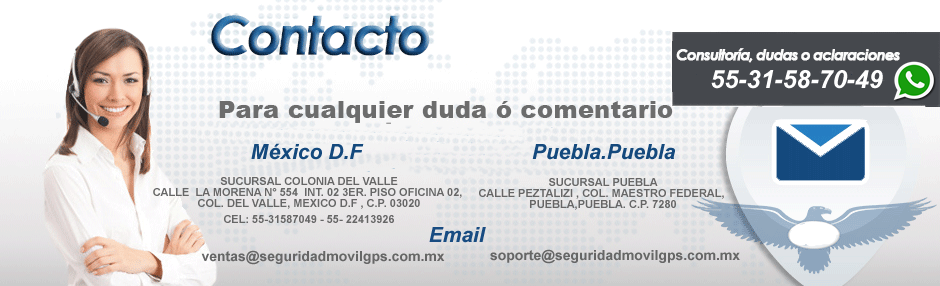 Contacto
Consultoría, dudas o aclaraciones
55-31-58-70-49
Para cualquier duda ó comentario
México D.F
SUCURSAL COLONIA DEL VALLE
CALLE LA MORENA N° 554 INT. 02 3ER. PISO OFICINA 02,
COL. DEL VALLE, MEXICO D.F , C.P. 03020
CEL: 55-31587049 - 55- 22413926
Puebla.Puebla
SUCURSAL PUEBLA
CALLE PEZTALIZI , COL. MAESTRO FEDERAL,
PUEBLA,PUEBLA. C.P. 7280
Email
ventas@seguridadmovilgps.com.mx
soporte@seguridadmovilgps.com.mx